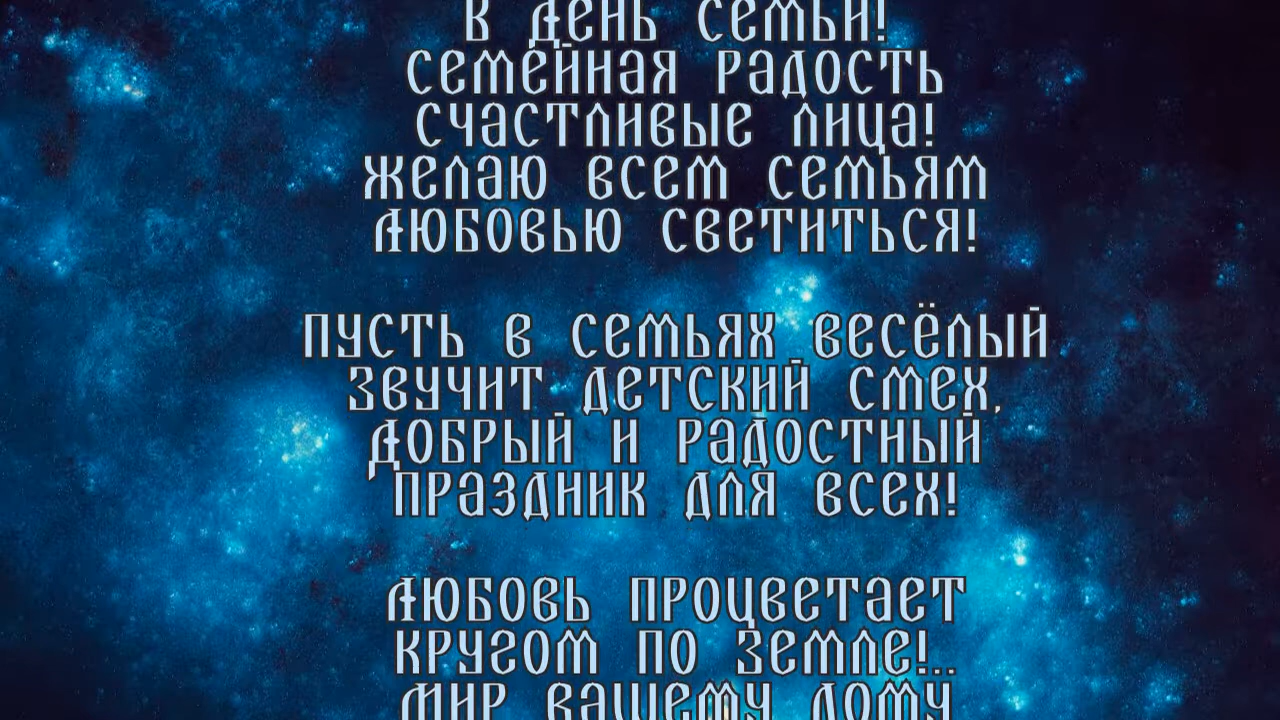 В ДЕНЬ СЕМЬИ!
СЕМЕЙНАЯ РАДОСТЬ
СЧАСТЛИВЫЕ ЛИЦА!
ЖЕЛАЮ ВСЕМ СЕМЬЯМ
ЛЮБОВЬЮ СВЕТИТЬСЯ!
ПУСТЬ В СЕМЬЯХ ВЕСЁЛЫЙ
ЗВУЧИТ ДЕТСКИЙ СМЕХ,
ДОБРЫЙ И РАДОСТНЫЙ
ПРАЗДНИК ДЛЯ ВСЕХ!
ЛЮБОВЬ ПРОЦВЕТАЕТ
КРУГОМ ПО ЗЕМЛЕ!..
МИР ВАШЕМУ ДОМУ